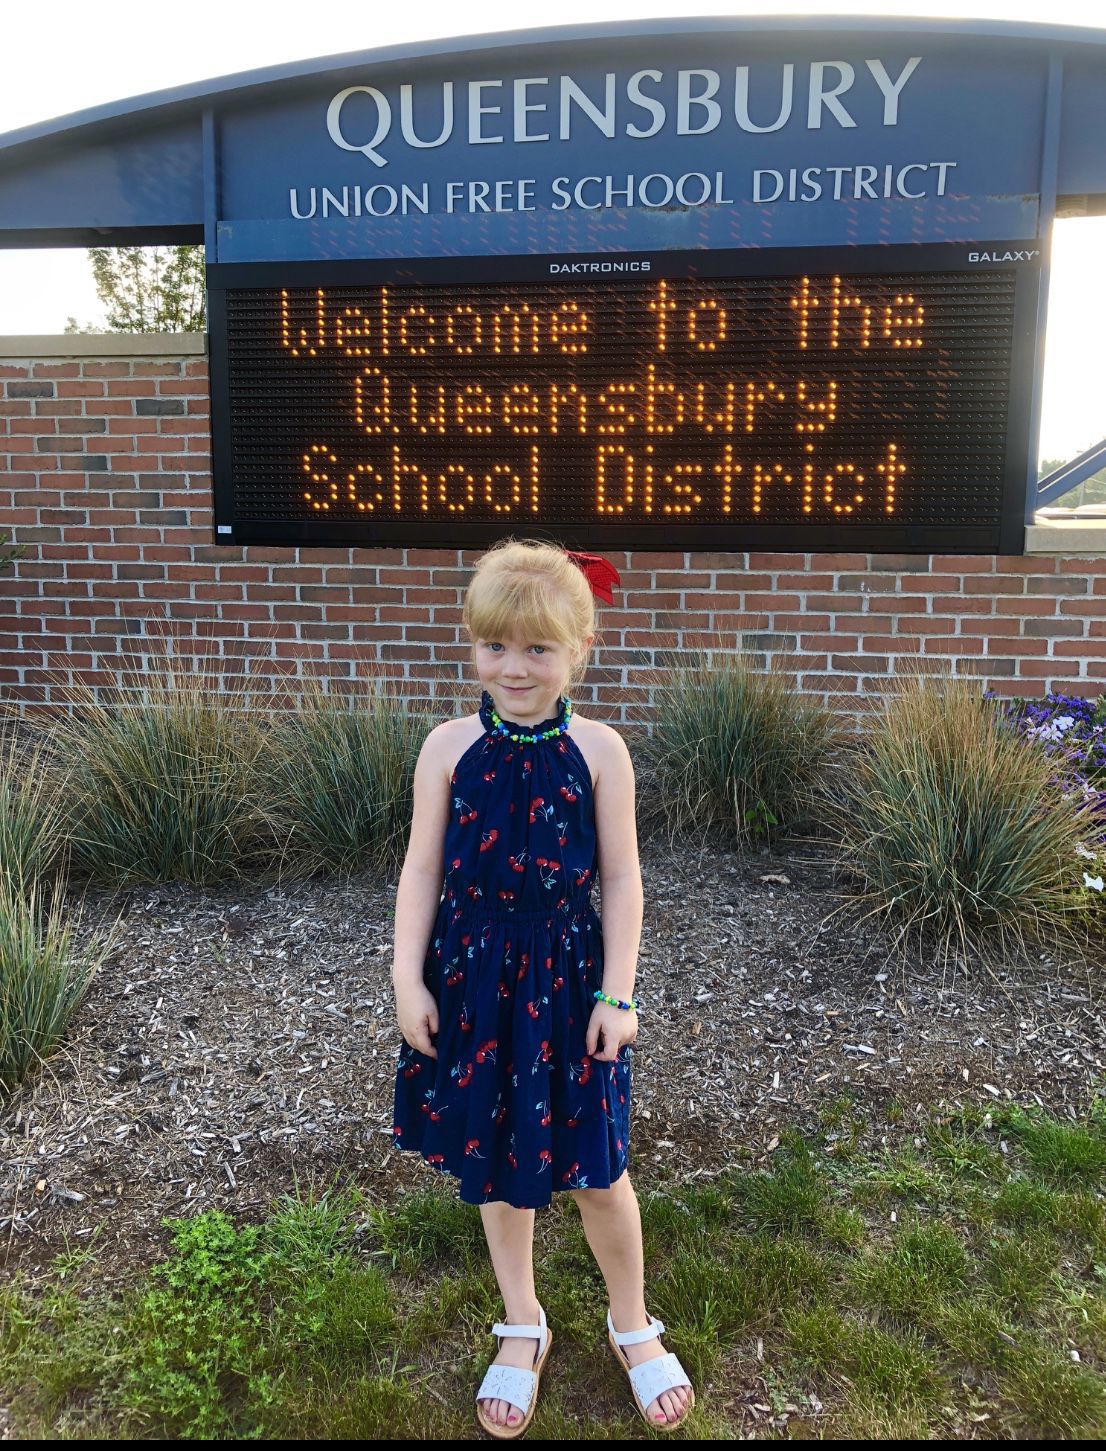 QUEENSBURY
UNION FREE SCHOOL DISTRICT
DAKTRONICS
GALAXY®
Welcome to the
Queensbury
School District